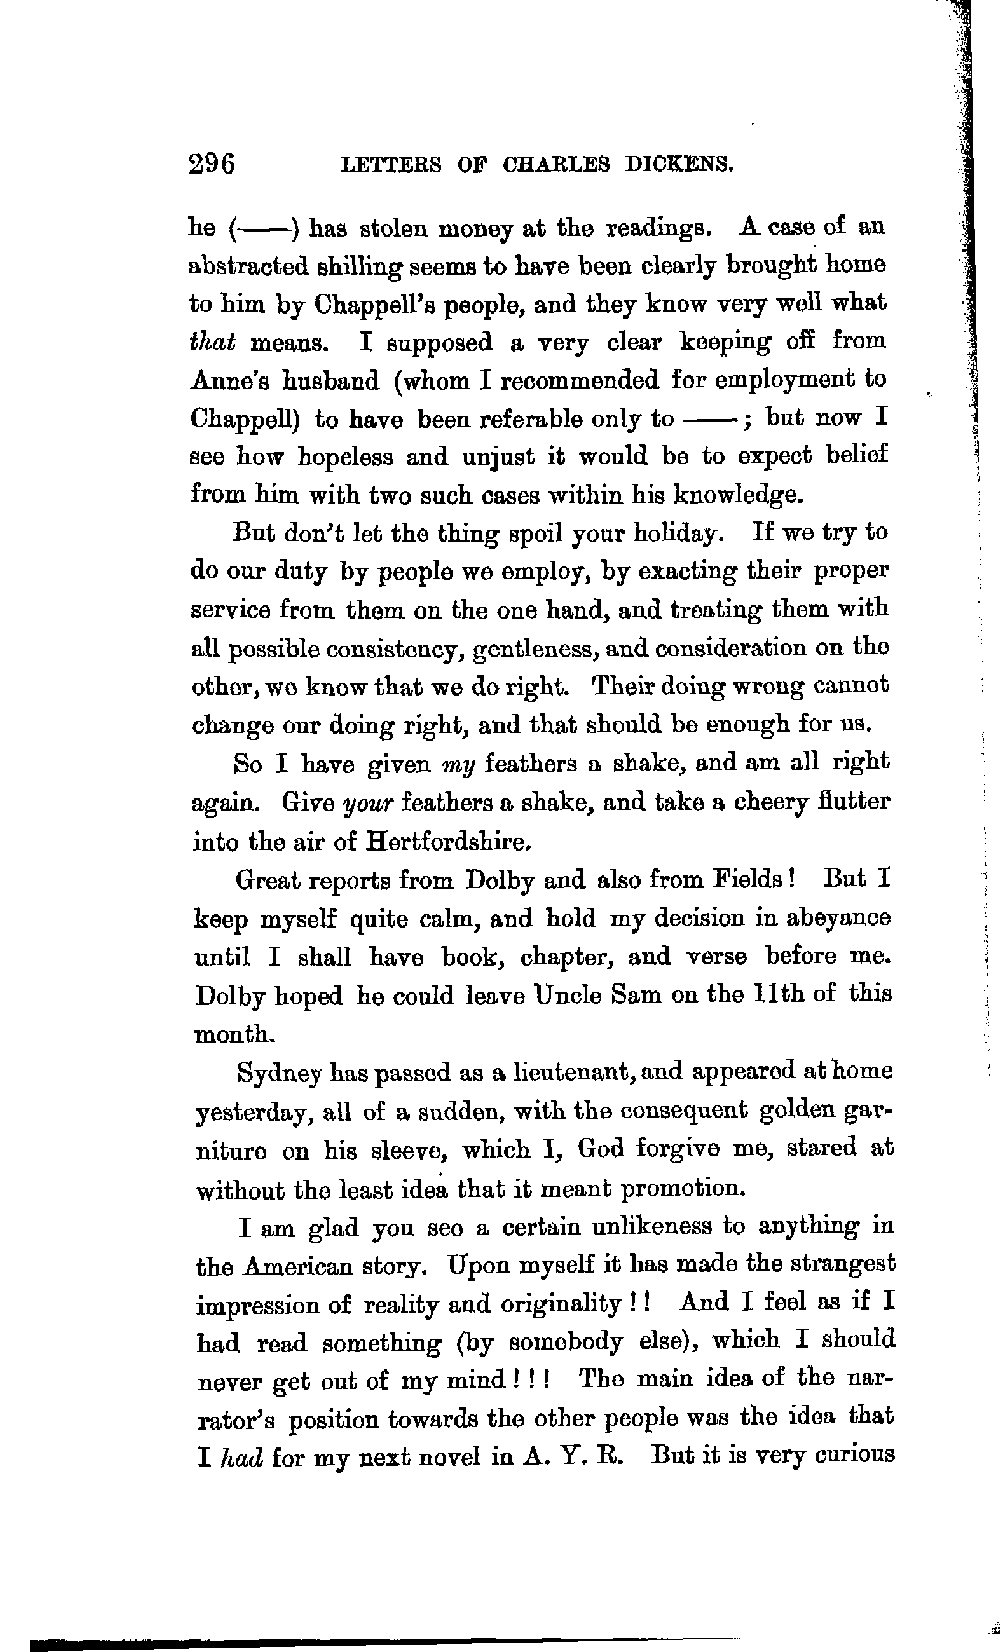 296 LETTERS OF CHARLES DICKENS.
he (——) has stolen money at the readings. A case of an
abstracted shilling seems to have been clearly brought home
to him by Chappell's people, and they know very well what
that means. I supposed a very clear keeping off from
Anne's husband (whom I recommended for employment to
Chappell) to have been referable only to ——; but now I
see how hopeless and unjust it would be to expect belief
from him with two such cases within his knowledge.
But don't let the thing spoil your holiday. If we try to
do our duty by people we employ, by exacting their proper
service from them on the one hand, and treating them with
all possible consistency, gentleness, and consideration on the
other, we know that we do right. Their doing wrong cannot
change our doing right, and that should be enough for us.
So I have given my feathers a shake, and am all right
again. Give your feathers a shake, and take a cheery flutter
into the air of Hertfordshire.
Great reports from Dolby and also from Fields! But I
keep myself quite calm, and hold my decision in abeyance
until I shall have book, chapter, and verse before me.
Dolby hoped he could leave Uncle Sam on the 11th of this
month.
Sydney has passed as a lieutenant, and appeared at home
yesterday, all of a sudden, with the consequent golden gar-
niture on his sleeve, which I, God forgive me, stared at
without the least idea that it meant promotion.
I am glad you see a certain unlikeness to anything in
the American story. Upon myself it has made the strangest
impression of reality and originality!! And I feel as if I
had read something (by somebody else), which I should
never get out of my mind!!! The main idea of the nar-
rator's position towards the other people was the idea that
I had for my next novel in A. Y. R. But it is very curious